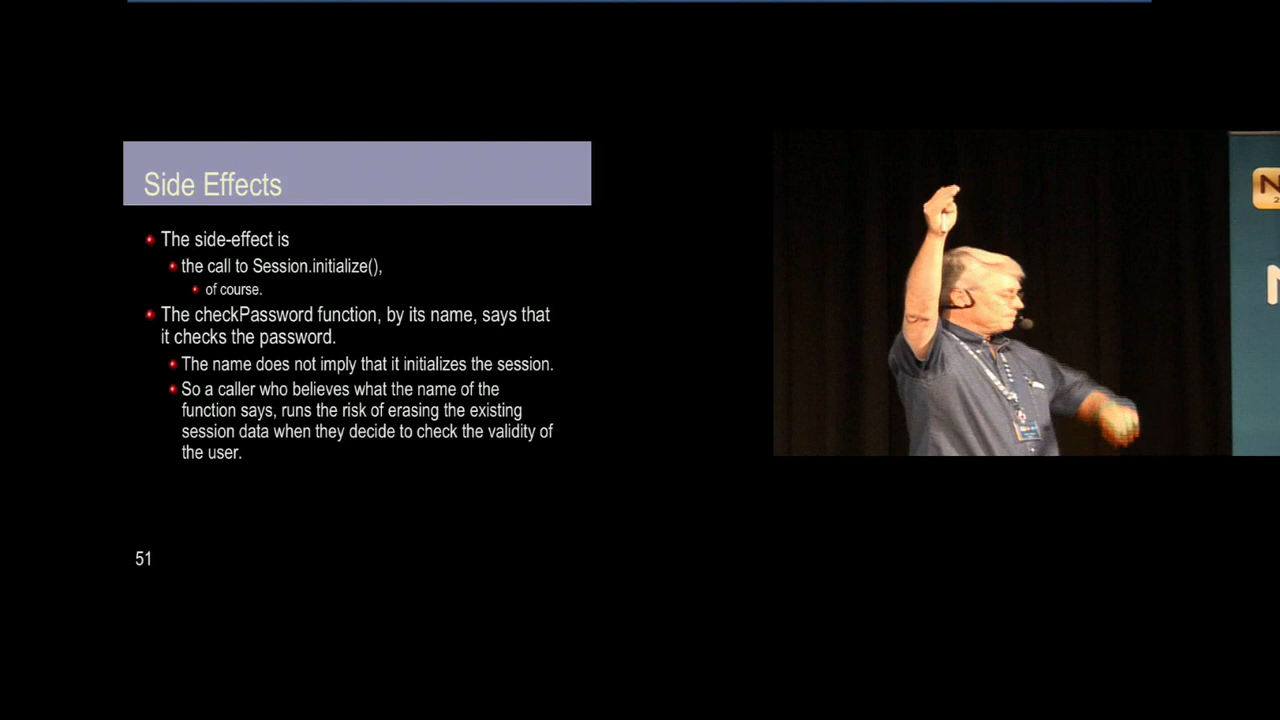 Side Effects
The side-effect is
the call to Session.initialize(),
of course.
The checkPassword function, by its name, says that
it checks the password.
The name does not imply that it initializes the session.
So a caller who believes what the name of the
function says, runs the risk of erasing the existing
session data when they decide to check the validity of
the user.
51
N
2
N